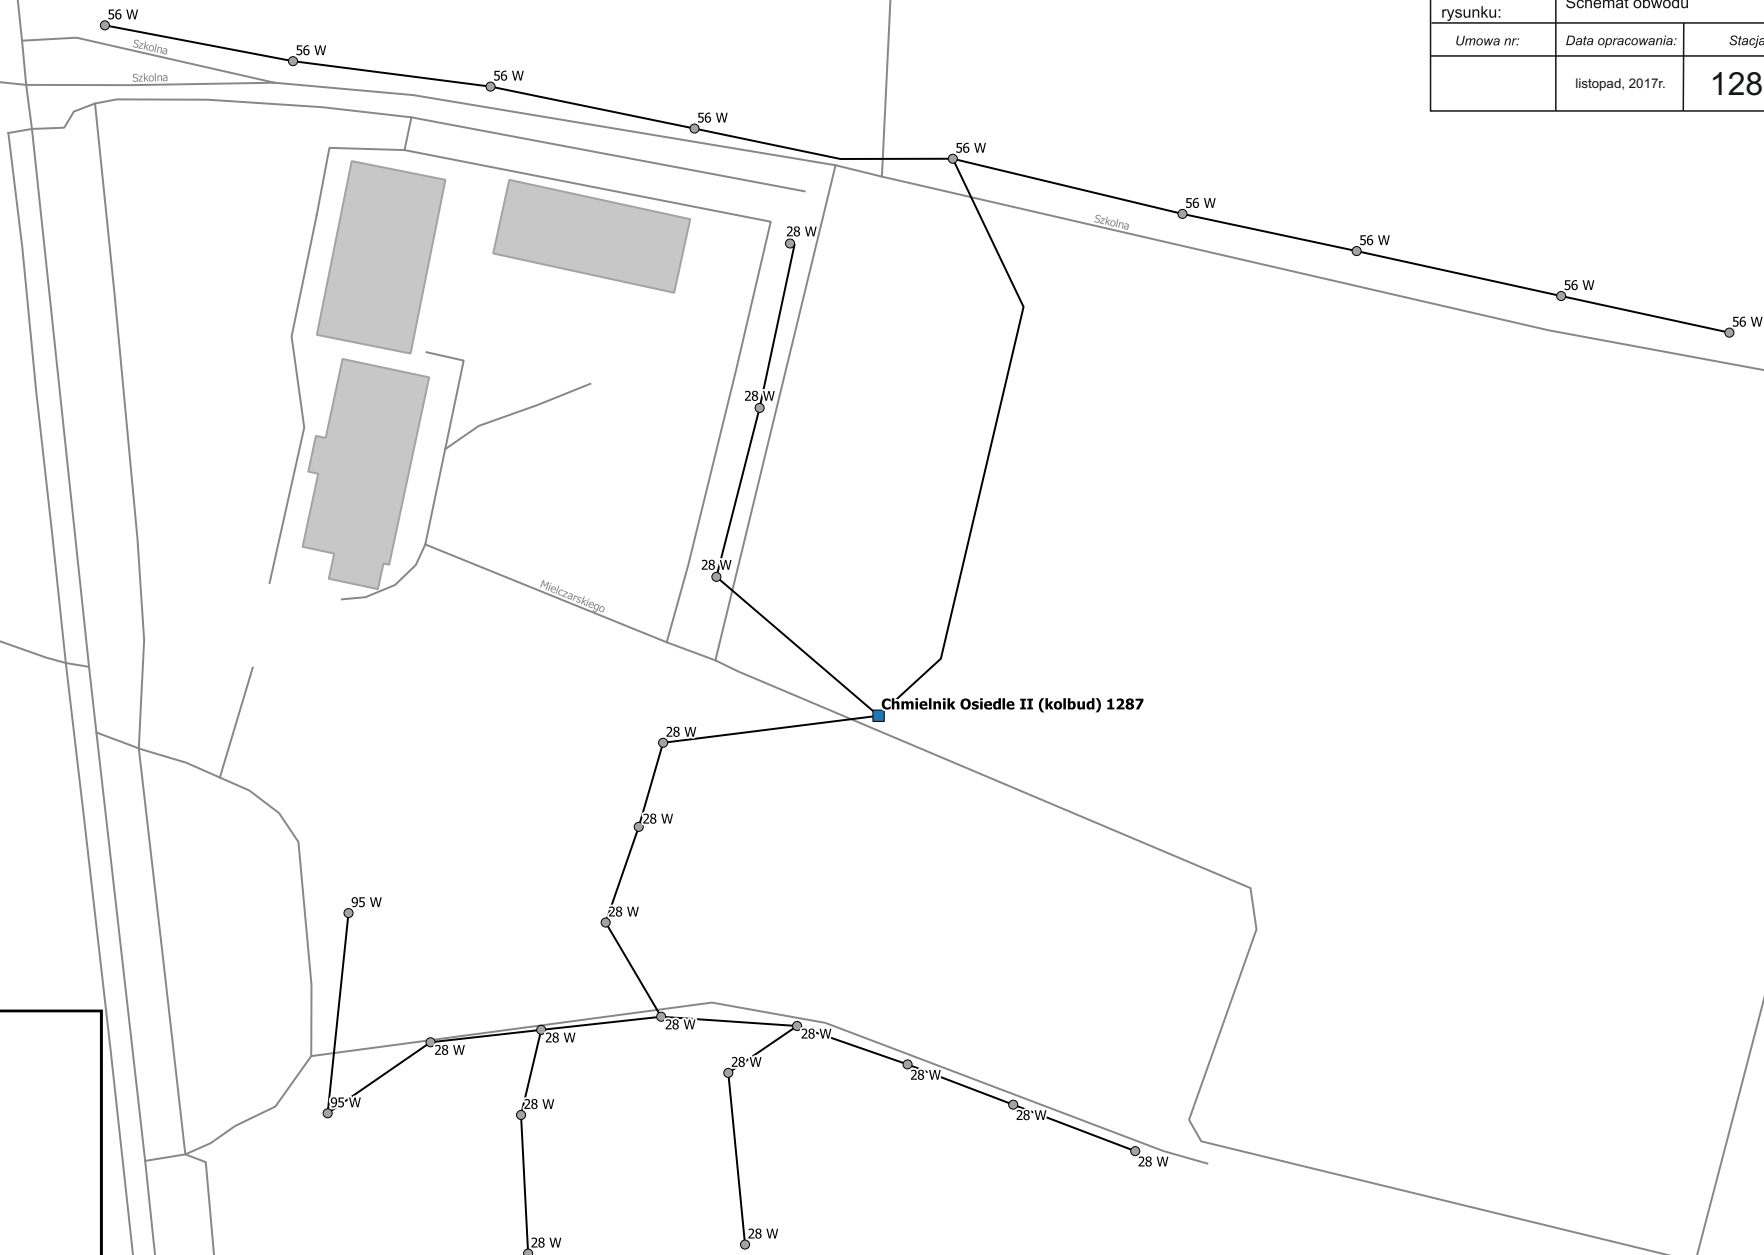 rysunku:
Schemat obwodu
Umowa nr:
Data opracowania:
Stacja
listopad, 2017r.
128
56 W
Szkolna
Szkolna
56 W
56 W
56 W
56 W
56 W
Szkolna
56 W
56 W
56 W
28 W
28 W
28 W
Mielczarskiego
Chmielnik Osiedle II (kolbud) 1287
28 W
28 W
28 W
95 W
95 W
28 W
28 W
28 W
28 W
28 W
28 W
28 W
28 W
28 W
28 W
28 W